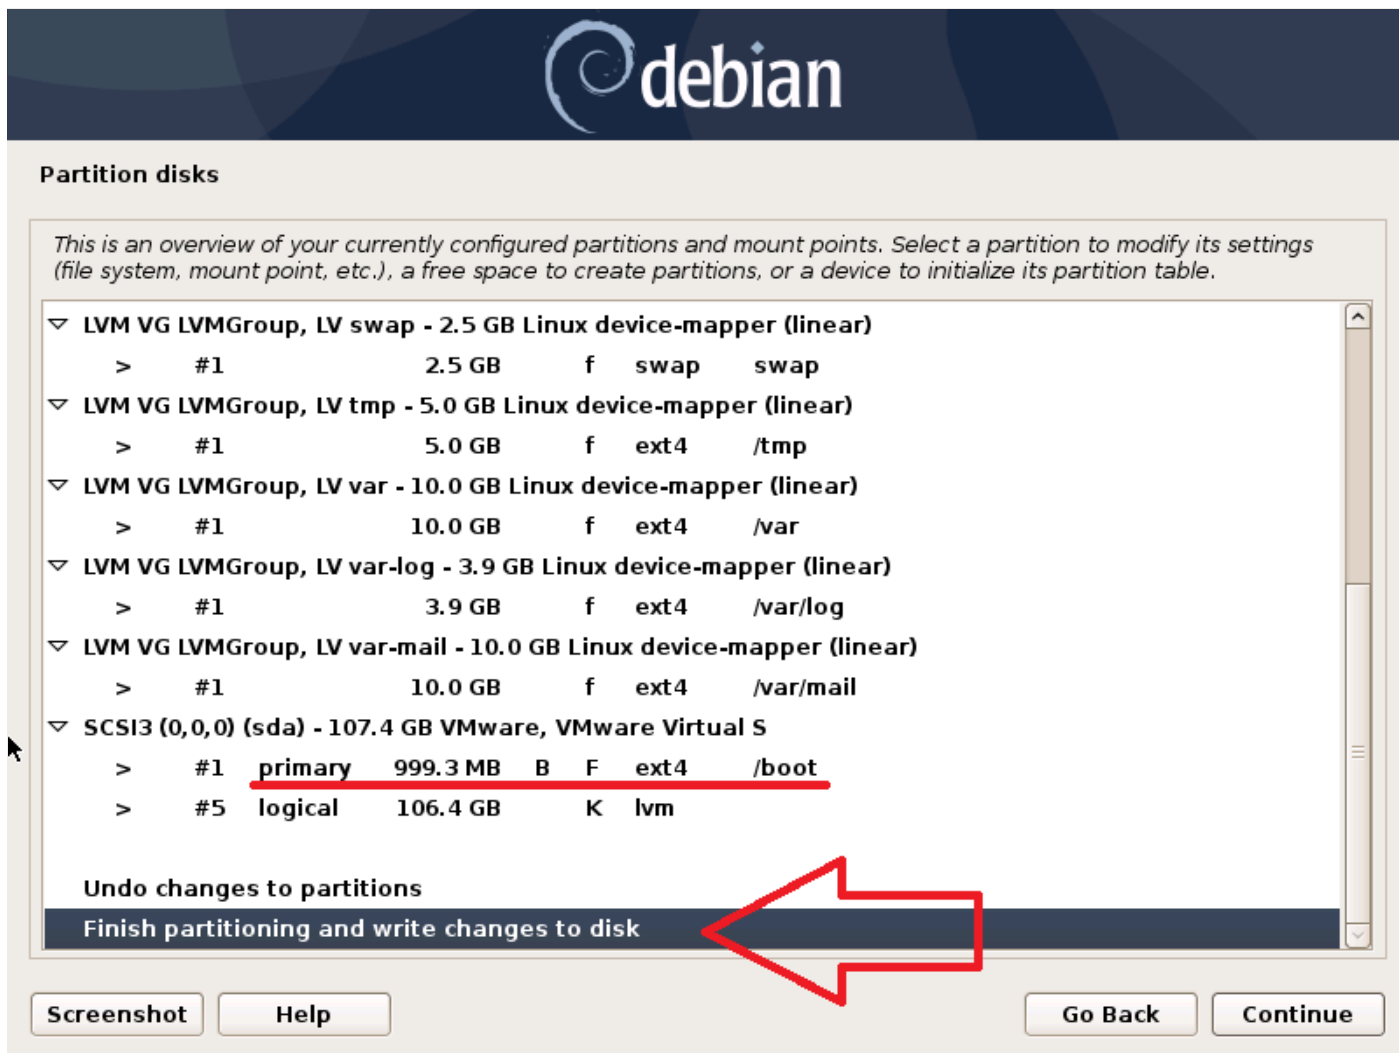 debian
Partition disks
This is an overview of your currently configured partitions and mount points. Select a partition to modify its settings
(file system, mount point, etc.), a free space to create partitions, or a device to initialize its partition table.
LVM VG LVMGroup, LV swap - 2.5 GB Linux device-mapper (linear)
> #1 2.5 GB f swap swap
LVM VG LVMGroup, LV tmp - 5.0 GB Linux device-mapper (linear)
> #1 5.0 GB f ext4 /tmp
LVM VG LVMGroup, LV var - 10.0 GB Linux device-mapper (linear)
> #1 10.0 GB f ext4 /var
LVM VG LVMGroup, LV var-log - 3.9 GB Linux device-mapper (linear)
> #1 3.9 GB f ext4 /var/log
LVM VG LVMGroup, LV var-mail - 10.0 GB Linux device-mapper (linear)
> #1 10.0 GB f ext4 /var/mail
SCSI3 (0,0,0) (sda) - 107.4 GB VMware, VMware Virtual S
> #1 primary 999.3 MB B F ext4 /boot
> #5 logical 106.4 GB K lvm
Undo changes to partitions
Finish partitioning and write changes to disk
Screenshot Help Go Back Continue